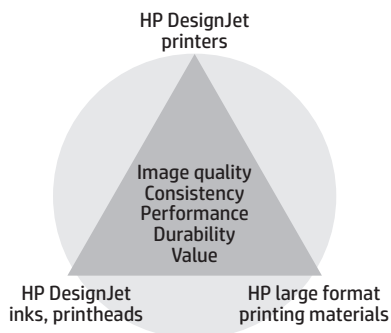 HP DesignJet
printers
Image quality
Consistency
Performance
Durability
Value
HP DesignJet
inks, printheads
HP large format
printing materials